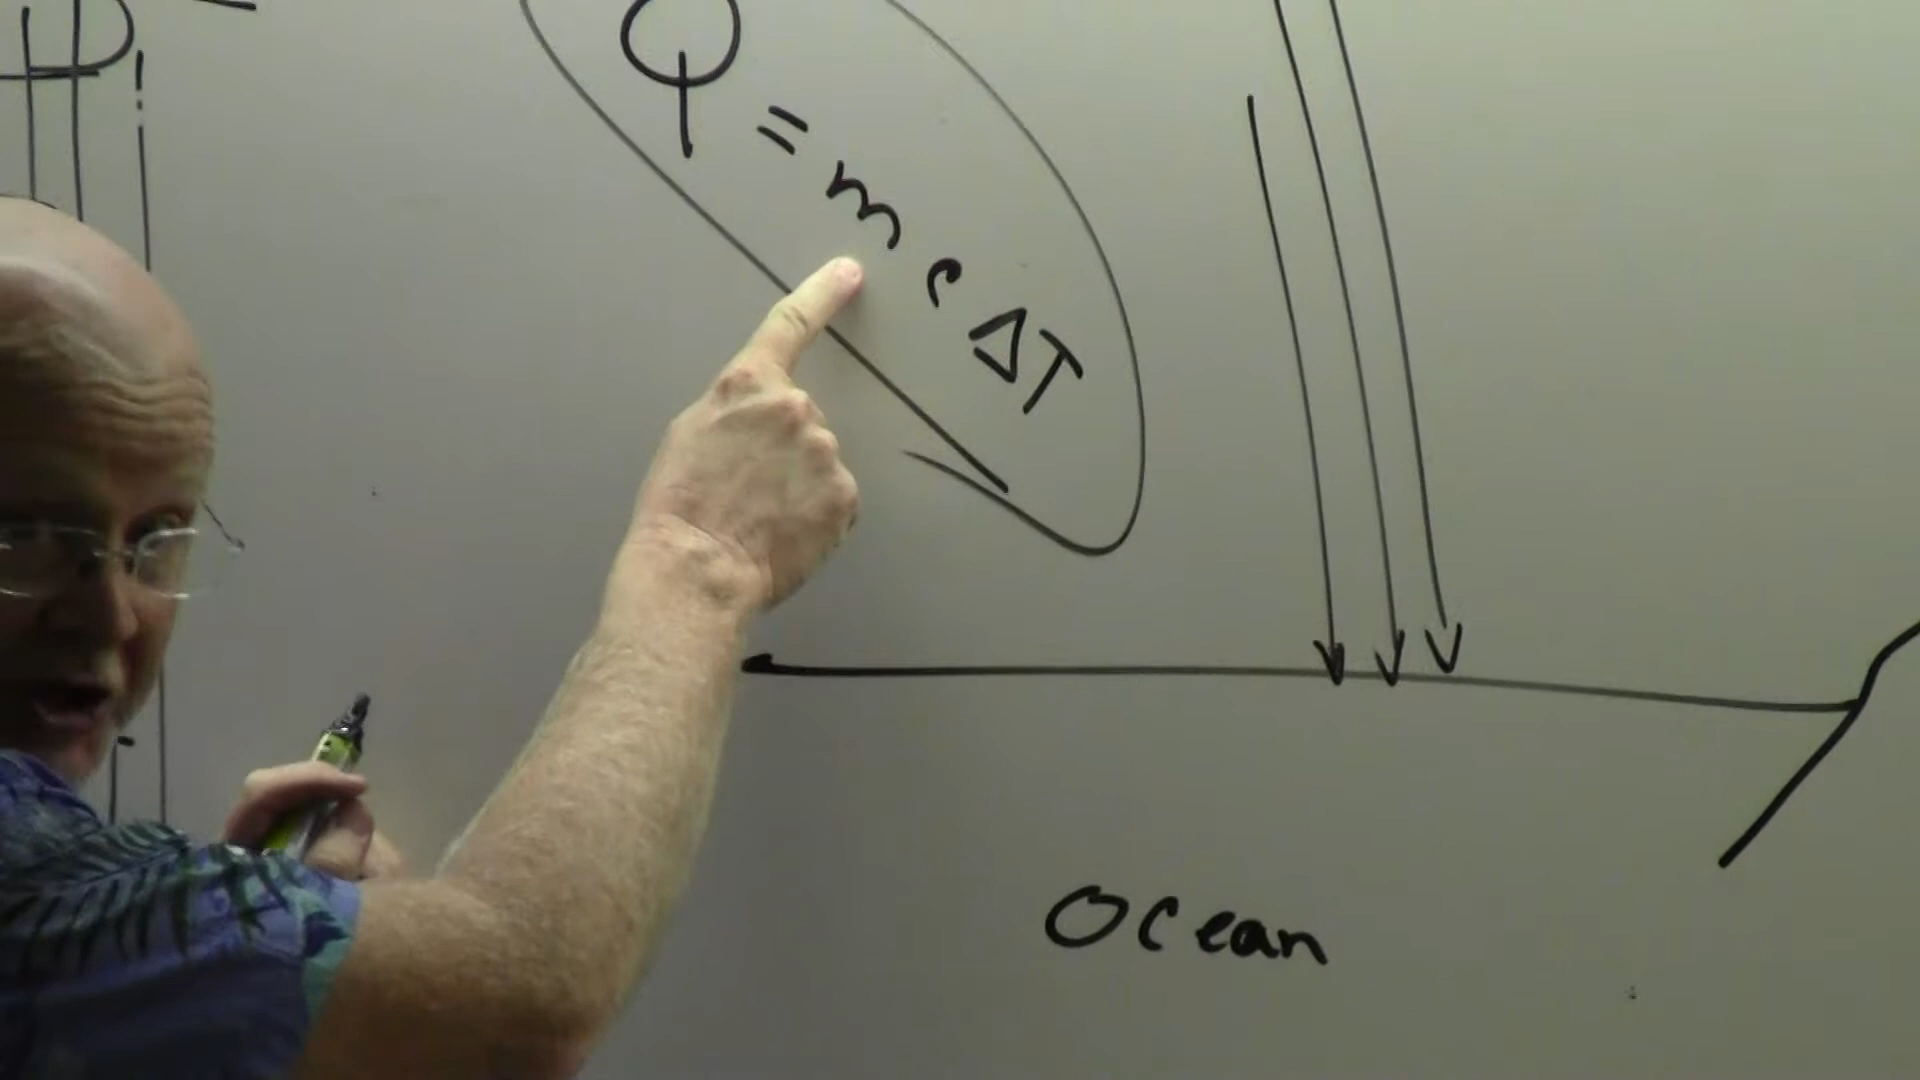 Q = m c ΔT
Ocean